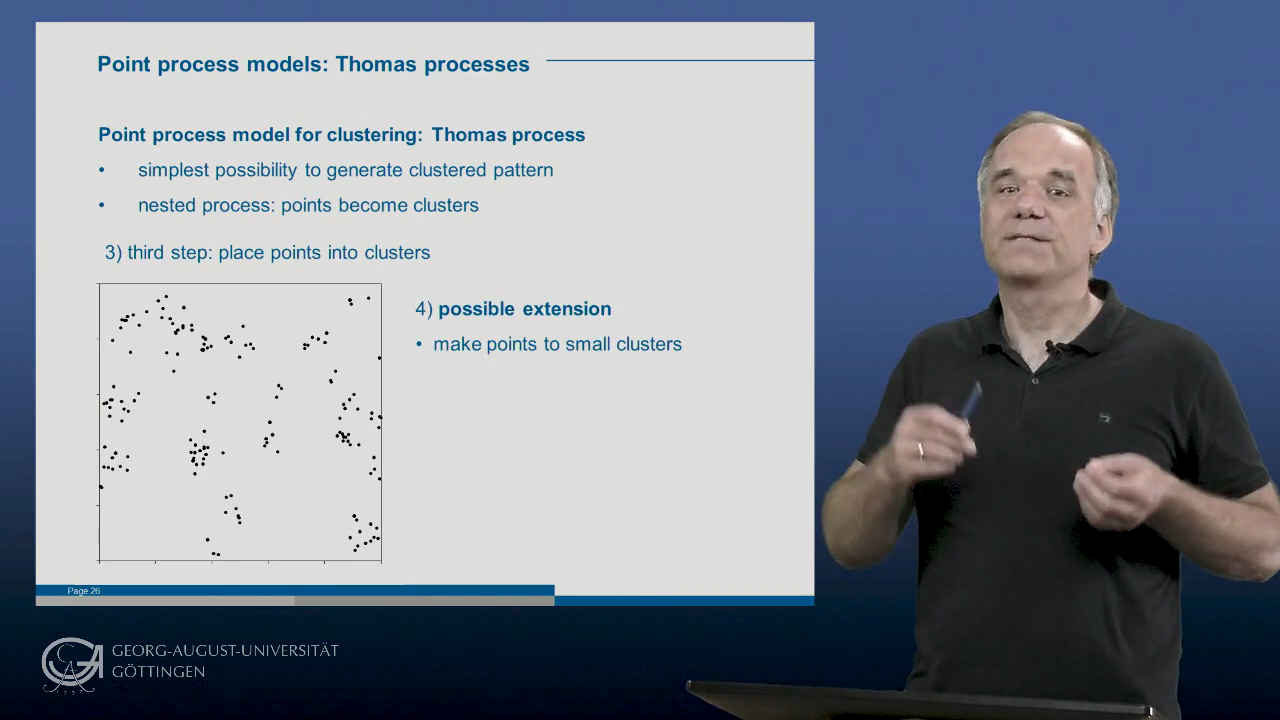 Point process models: Thomas processes
Point process model for clustering: Thomas process
• simplest possibility to generate clustered pattern
• nested process: points become clusters
3) third step: place points into clusters
4) possible extension
• make points to small clusters
Page 26
GEORG-AUGUST-UNIVERSITÄT
GÖTTINGEN